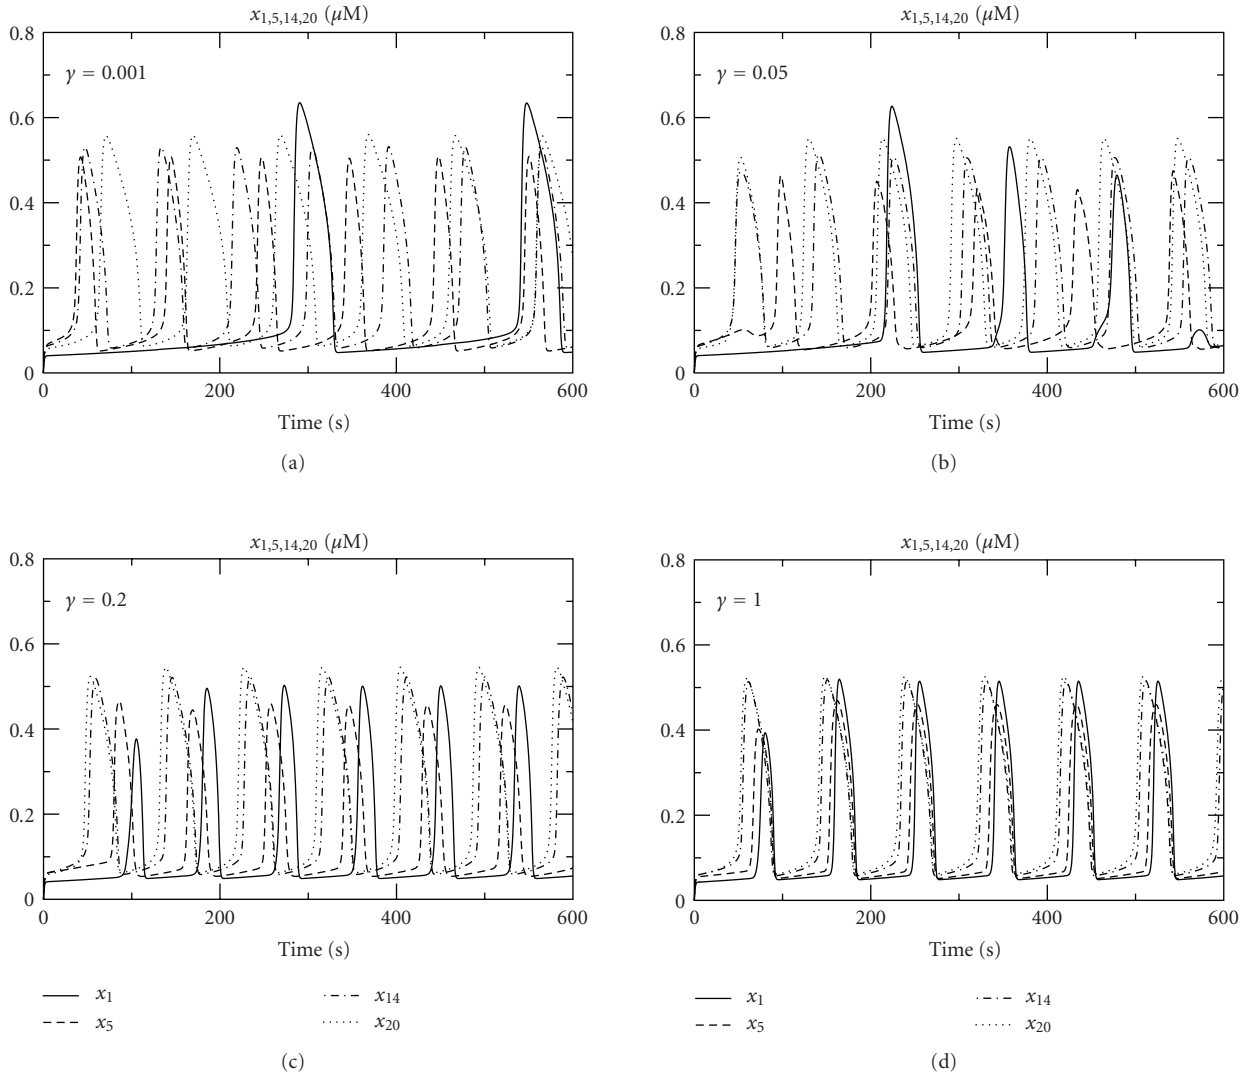 x1,5,14,20 (μM)
0.8
0.6
0.4
0.2
0
γ = 0.001
0 200 400 600
Time (s)
(a)
x1,5,14,20 (μM)
0.8
0.6
0.4
0.2
0
γ = 0.05
0 200 400 600
Time (s)
(b)
x1,5,14,20 (μM)
0.8
0.6
0.4
0.2
0
γ = 0.2
0 200 400 600
Time (s)
x1 x14
x5 x20
(c)
x1,5,14,20 (μM)
0.8
0.6
0.4
0.2
0
γ = 1
0 200 400 600
Time (s)
x1 x14
x5 x20
(d)